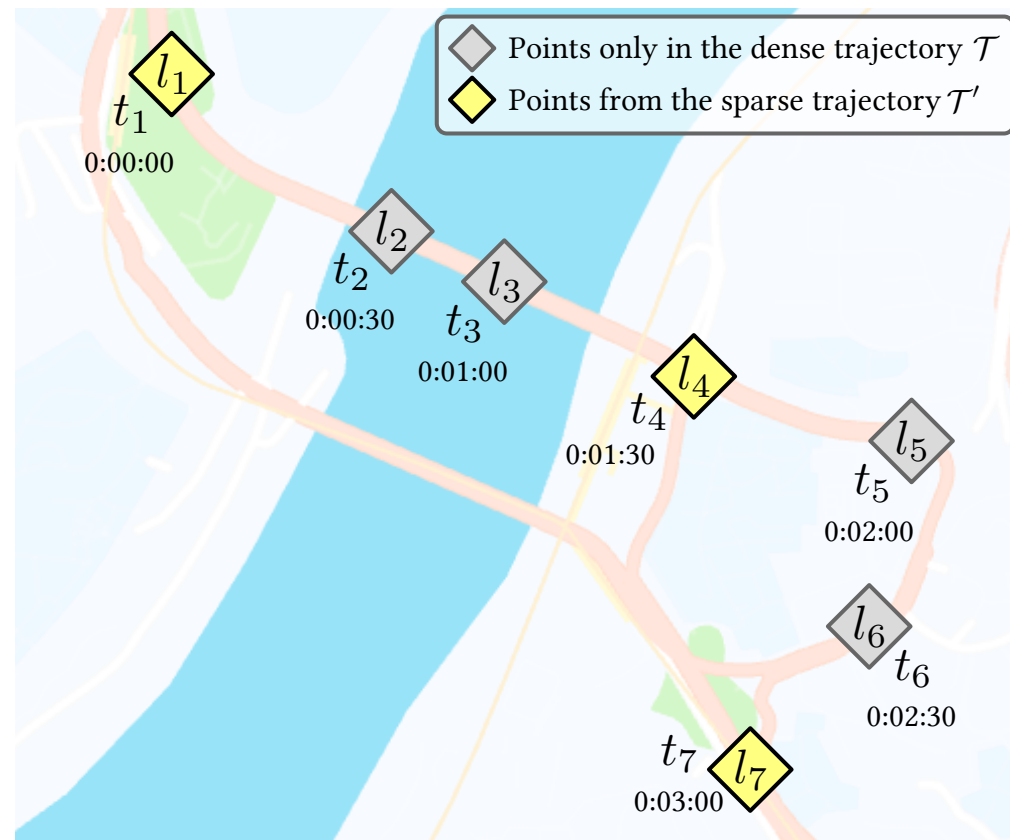 Points only in the dense trajectory 𝒯
Points from the sparse trajectory 𝒯′
l₁
t₁
0:00:00
l₂
t₂
0:00:30
l₃
t₃
0:01:00
l₄
t₄
0:01:30
l₅
t₅
0:02:00
l₆
t₆
0:02:30
l₇
t₇
0:03:00